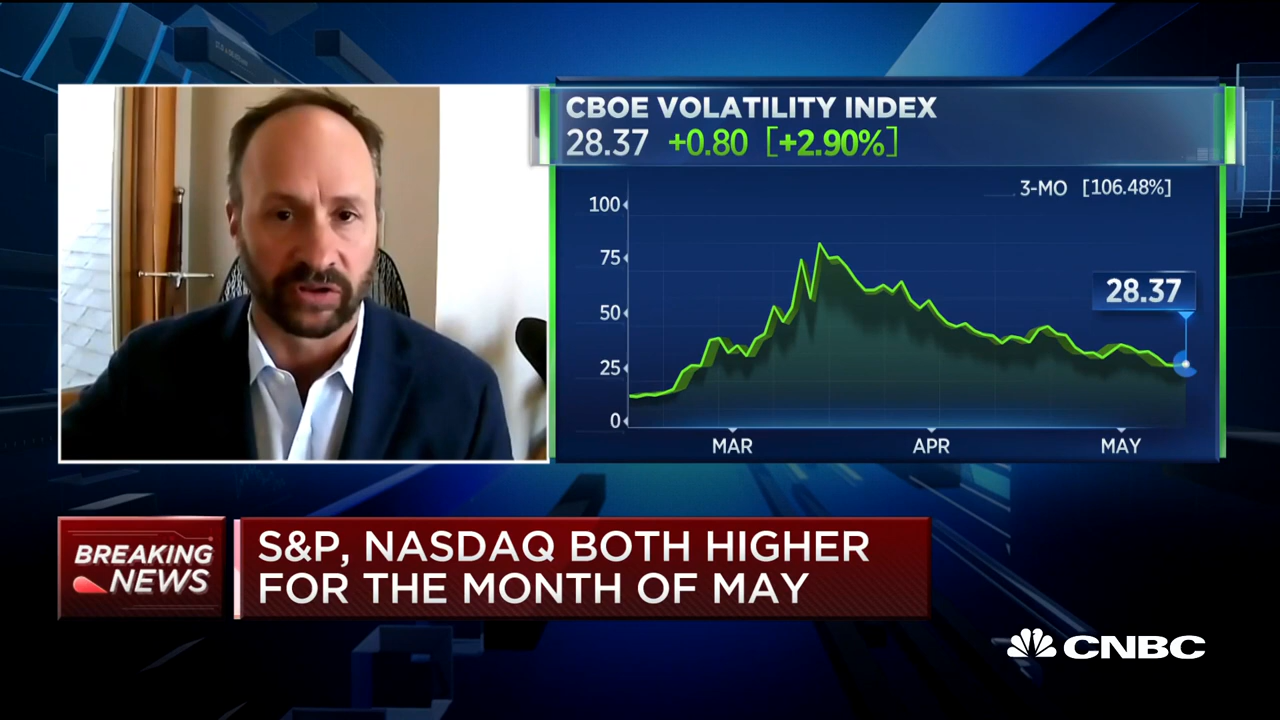 CBOE VOLATILITY INDEX
28.37 +0.80 [+2.90%]
3-MO [106.48%]
100
75
50
25
0
28.37
MAR APR MAY
BREAKING
NEWS
S&P, NASDAQ BOTH HIGHER
FOR THE MONTH OF MAY
CNBC